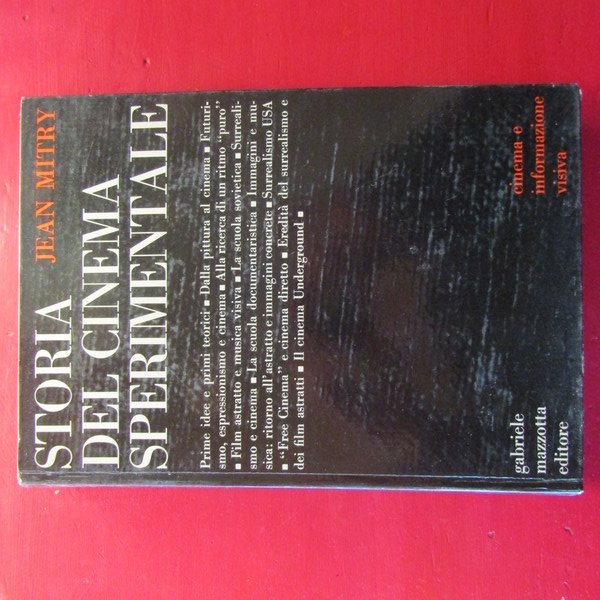 STORIA JEAN MITRY
DEL CINEMA
SPERIMENTALE
Prime idee e primi teorici ▪ Dalla pittura al cinema ▪ Futuri-
smo, espressionismo e cinema ▪ Alla ricerca di un ritmo "puro"
▪ Film astratto e musica visiva ▪ La scuola sovietica ▪ Surreali-
smo e cinema ▪ La scuola documentaristica ▪ Immagini e mu-
sica: ritorno all'astratto e immagini concrete ▪ Surrealismo USA
▪ "Free Cinema" e cinema diretto ▪ Eredità del surrealismo e
dei film astratti ▪ Il cinema Underground ▪
gabriele
mazzotta
editore
cinema e
informazione
visiva